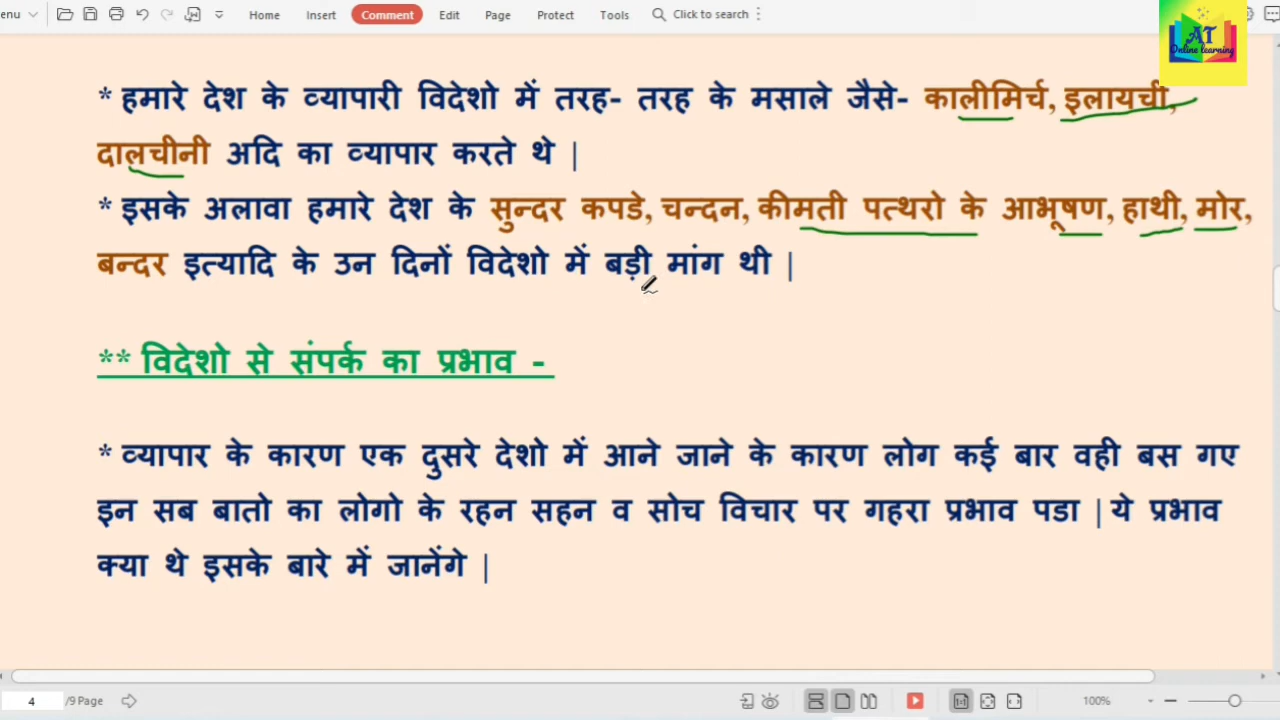 enu Home Insert Comment Edit Page Protect Tools Click to search
AT
Online learning
* हमारे देश के व्यापारी विदेशो में तरह- तरह के मसाले जैसे- कालीमिर्च, इलायची,
दालचीनी अदि का व्यापार करते थे |
* इसके अलावा हमारे देश के सुन्दर कपडे, चन्दन, कीमती पत्थरो के आभूषण, हाथी, मोर,
बन्दर इत्यादि के उन दिनों विदेशो में बड़ी मांग थी |
** विदेशो से संपर्क का प्रभाव -
* व्यापार के कारण एक दुसरे देशो में आने जाने के कारण लोग कई बार वही बस गए
इन सब बातो का लोगो के रहन सहन व सोच विचार पर गहरा प्रभाव पडा | ये प्रभाव
क्या थे इसके बारे में जानेंगे |
4 /9 Page 100%